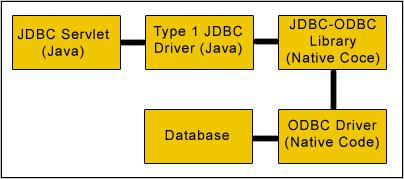 JDBC Servlet
(Java)
Type 1 JDBC
Driver (Java)
JDBC-ODBC
Library
(Native Coce)
Database
ODBC Driver
(Native Code)